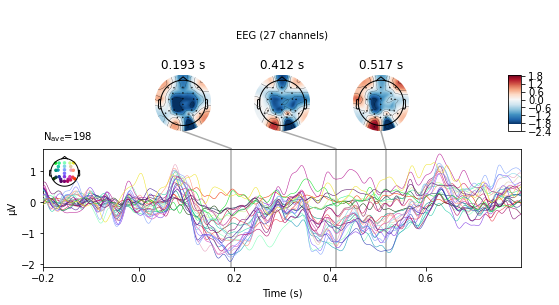 EEG (27 channels)
0.193 s 0.412 s 0.517 s
1.8
1.2
0.6
0.0
−0.6
−1.2
−1.8
−2.4
Nave=198
1
0
−1
−2
µV
−0.2 0.0 0.2 0.4 0.6
Time (s)